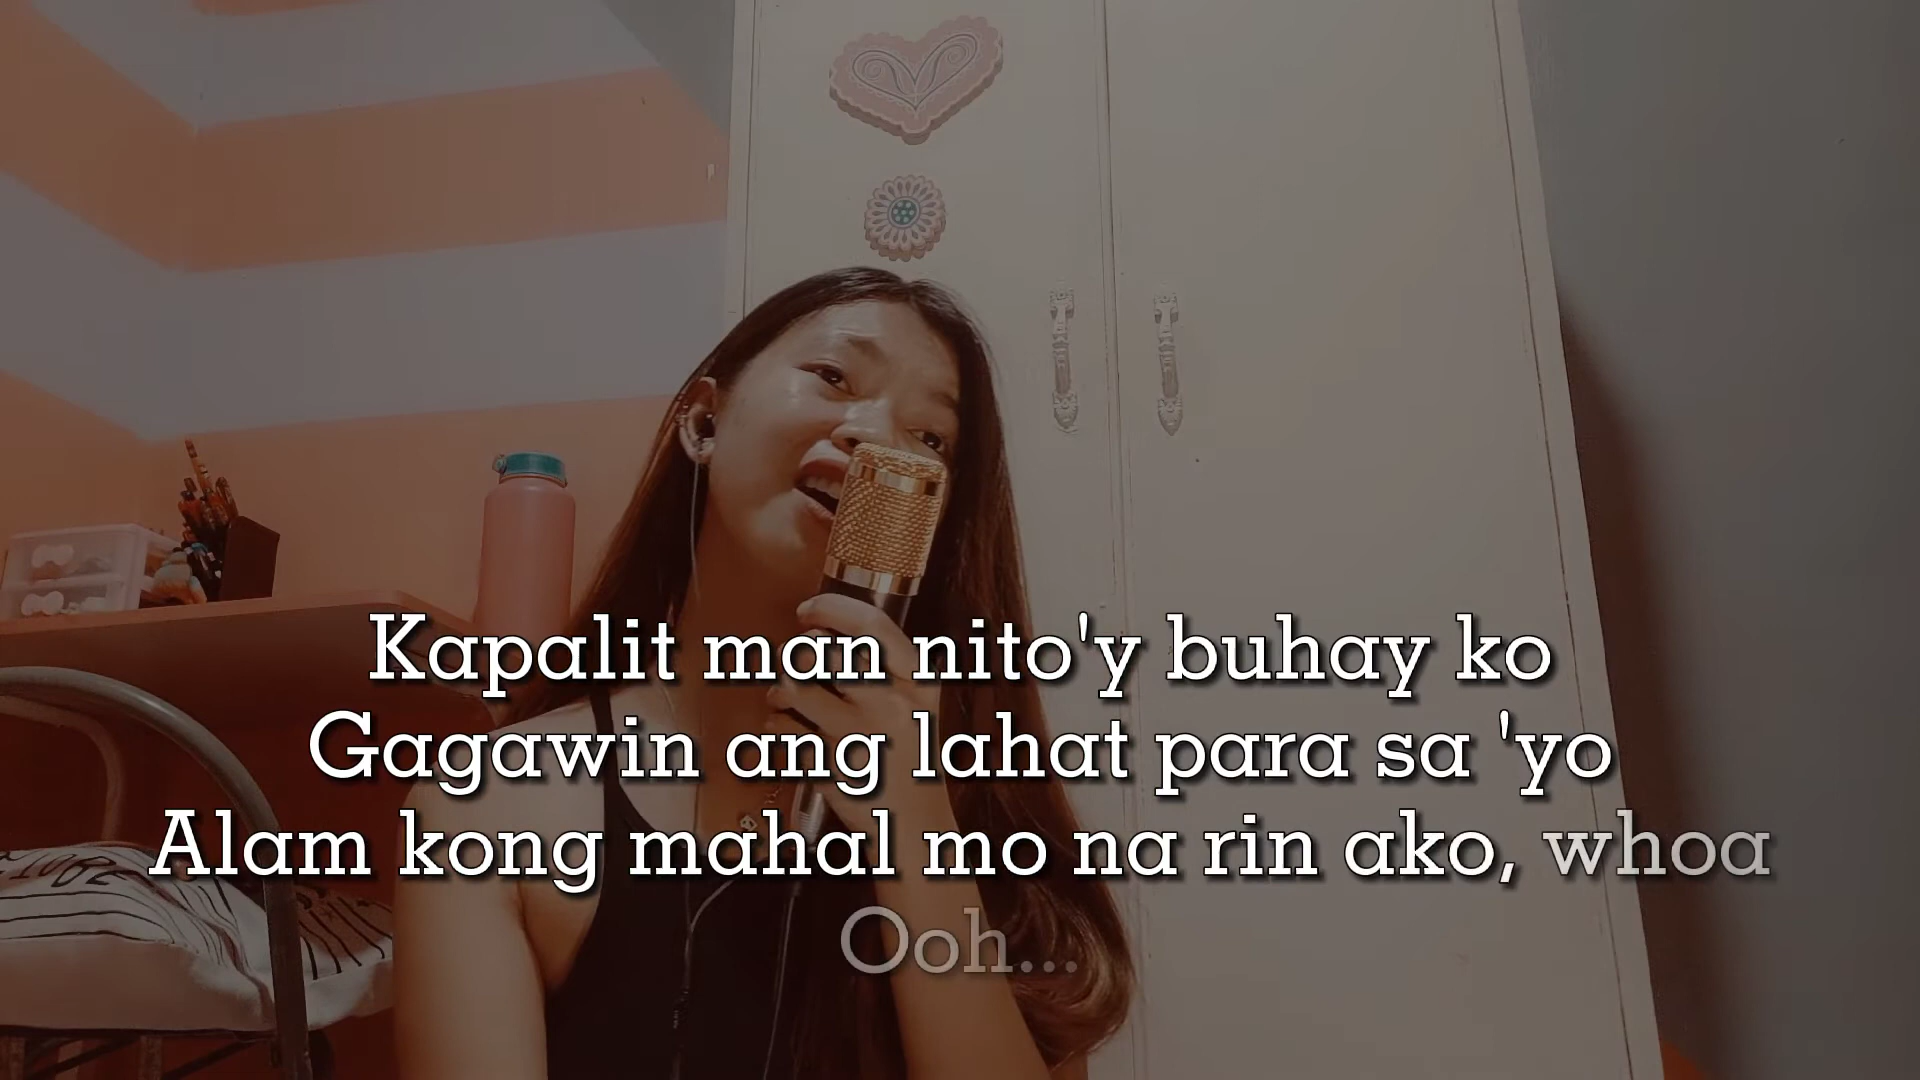 Kapalit man nito'y buhay ko
Gagawin ang lahat para sa 'yo
Alam kong mahal mo na rin ako, whoa
Ooh...